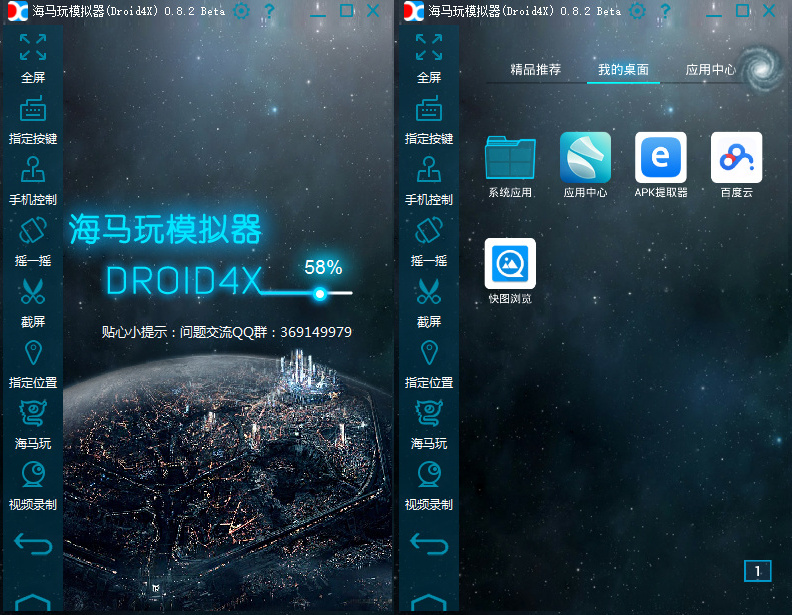 海马玩模拟器(Droid4X) 0.8.2 Beta
?
全屏
指定按键
手机控制
摇一摇
截屏
指定位置
海马玩
视频录制
海马玩模拟器
DROID4X
58%
贴心小提示：问题交流QQ群：369149979
海马玩模拟器(Droid4X) 0.8.2 Beta
?
全屏
指定按键
手机控制
摇一摇
截屏
指定位置
海马玩
视频录制
精品推荐 我的桌面 应用中心
系统应用 应用中心 APK提取器 百度云
快图浏览
1